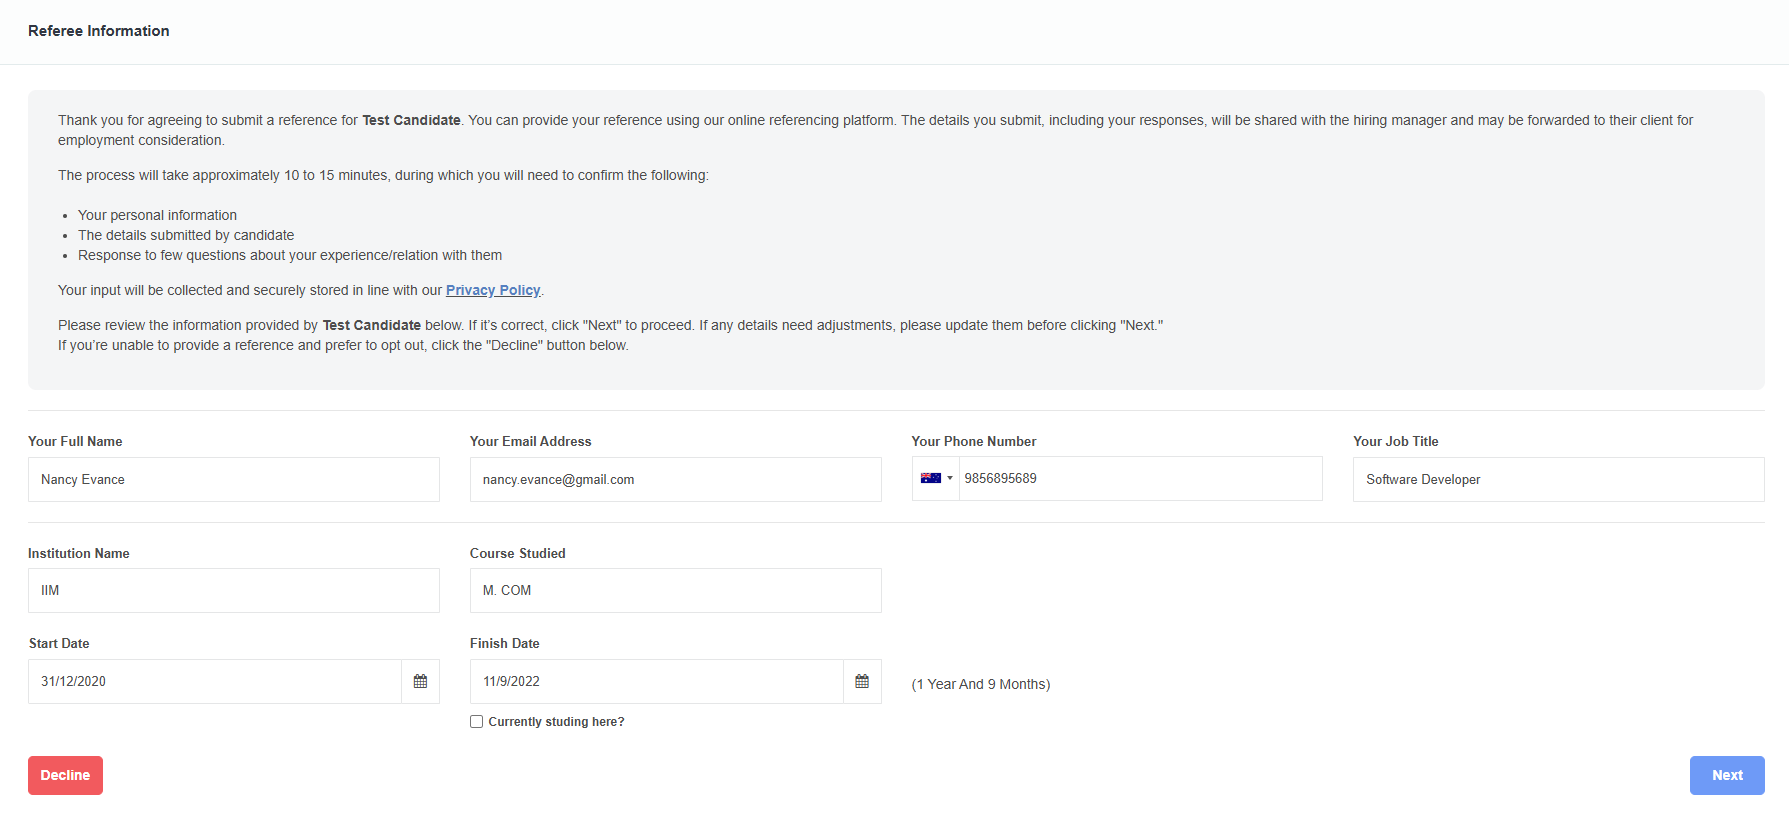 Referee Information
Thank you for agreeing to submit a reference for Test Candidate. You can provide your reference using our online referencing platform. The details you submit, including your responses, will be shared with the hiring manager and may be forwarded to their client for
employment consideration.
The process will take approximately 10 to 15 minutes, during which you will need to confirm the following:
• Your personal information
• The details submitted by candidate
• Response to few questions about your experience/relation with them
Your input will be collected and securely stored in line with our Privacy Policy.
Please review the information provided by Test Candidate below. If it’s correct, click "Next" to proceed. If any details need adjustments, please update them before clicking "Next."
If you’re unable to provide a reference and prefer to opt out, click the "Decline" button below.
Your Full Name Your Email Address Your Phone Number Your Job Title
Nancy Evance nancy.evance@gmail.com 9856895689 Software Developer
Institution Name Course Studied
IIM M. COM
Start Date Finish Date
31/12/2020 11/9/2022 (1 Year And 9 Months)
Currently studing here?
Decline Next